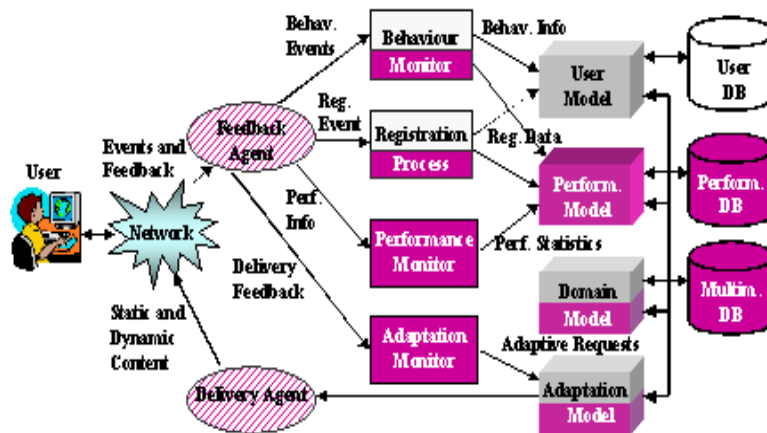 Behav.
Events
Behaviour
Monitor
Behav. Info
User
Model
User
DB
Reg.
Event
Feedback
Agent
Registration
Process
Reg. Data
Events and
Feedback
User
Network
Perf.
Info
Perform.
Model
Perform.
DB
Performance
Monitor
Perf. Statistics
Delivery
Feedback
Domain
Model
Multim.
DB
Static and
Dynamic
Content
Adaptation
Monitor
Adaptive Requests
Delivery Agent
Adaptation
Model